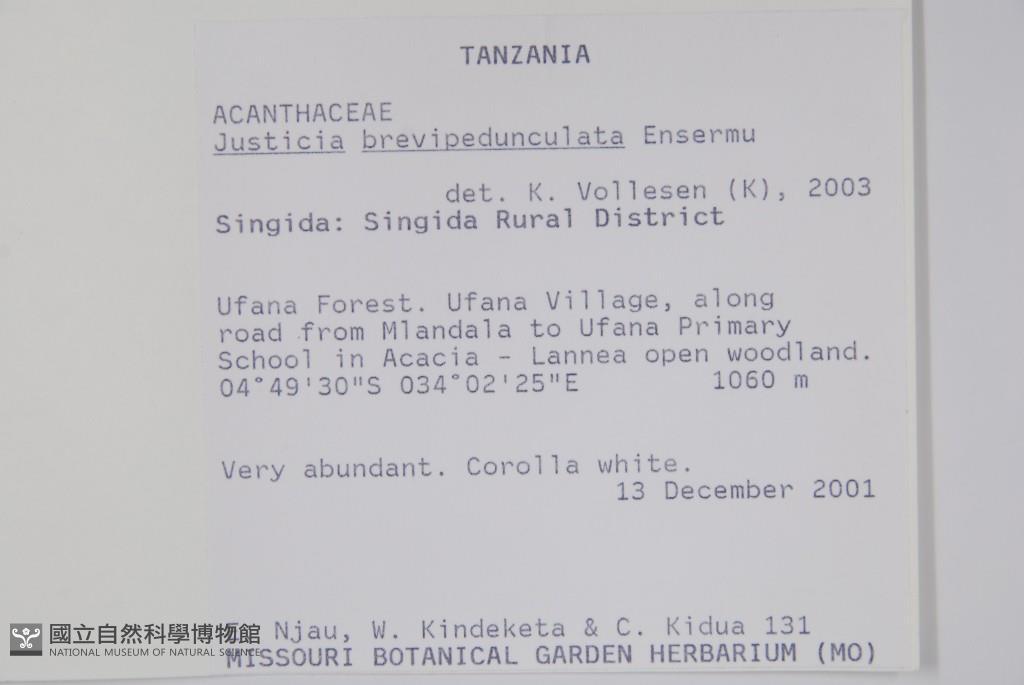 TANZANIA
ACANTHACEAE
Justicia brevipedunculata Ensermu
det. K. Vollesen (K), 2003
Singida: Singida Rural District
Ufana Forest. Ufana Village, along
road from Mlandala to Ufana Primary
School in Acacia - Lannea open woodland.
04°49'30"S 034°02'25"E 1060 m
Very abundant. Corolla white.
13 December 2001
Njau, W. Kindeketa & C. Kidua 131
MISSOURI BOTANICAL GARDEN HERBARIUM (MO)
國立自然科學博物館
NATIONAL MUSEUM OF NATURAL SCIENCE